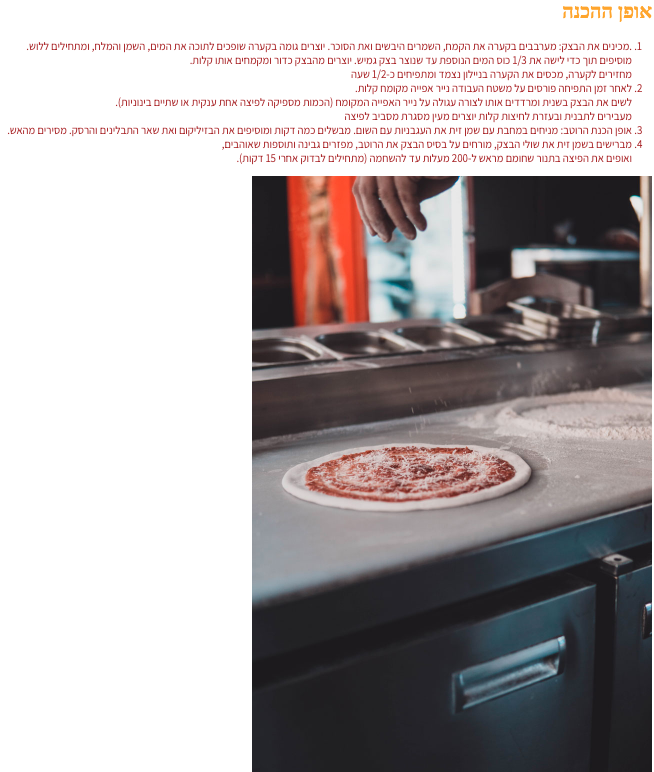 אופן ההכנה
1. .מכינים את הבצק: מערבבים בקערה את הקמח, השמרים היבשים ואת הסוכר. יוצרים גומה בקערה שופכים לתוכה את המים, השמן והמלח, ומתחילים ללוש.
מוסיפים תוך כדי לישה את 1/3 כוס המים הנוספת עד שנוצר בצק גמיש. יוצרים מהבצק כדור ומקמחים אותו קלות.
מחזירים לקערה, מכסים את הקערה בניילון נצמד ומתפיחים כ-1/2 שעה
2. לאחר זמן התפיחה פורסים על משטח העבודה נייר אפייה מקומח קלות.
לשים את הבצק בשנית ומרדדים אותו לצורה עגולה על נייר האפייה המקומח (הכמות מספיקה לפיצה אחת ענקית או שתיים בינוניות).
מעבירים לתבנית ובעזרת לחיצות קלות יוצרים מעין מסגרת מסביב לפיצה
3. אופן הכנת הרוטב: מניחים במחבת עם שמן זית את העגבניות עם השום. מבשלים כמה דקות ומוסיפים את הבזיליקום ואת שאר התבלינים והרסק. מסירים מהאש.
4. מברישים בשמן זית את שולי הבצק, מורחים על בסיס הבצק את הרוטב, מפזרים גבינה ותוספות שאוהבים,
ואופים את הפיצה בתנור שחומם מראש ל-200 מעלות עד להשחמה (מתחילים לבדוק אחרי 15 דקות).